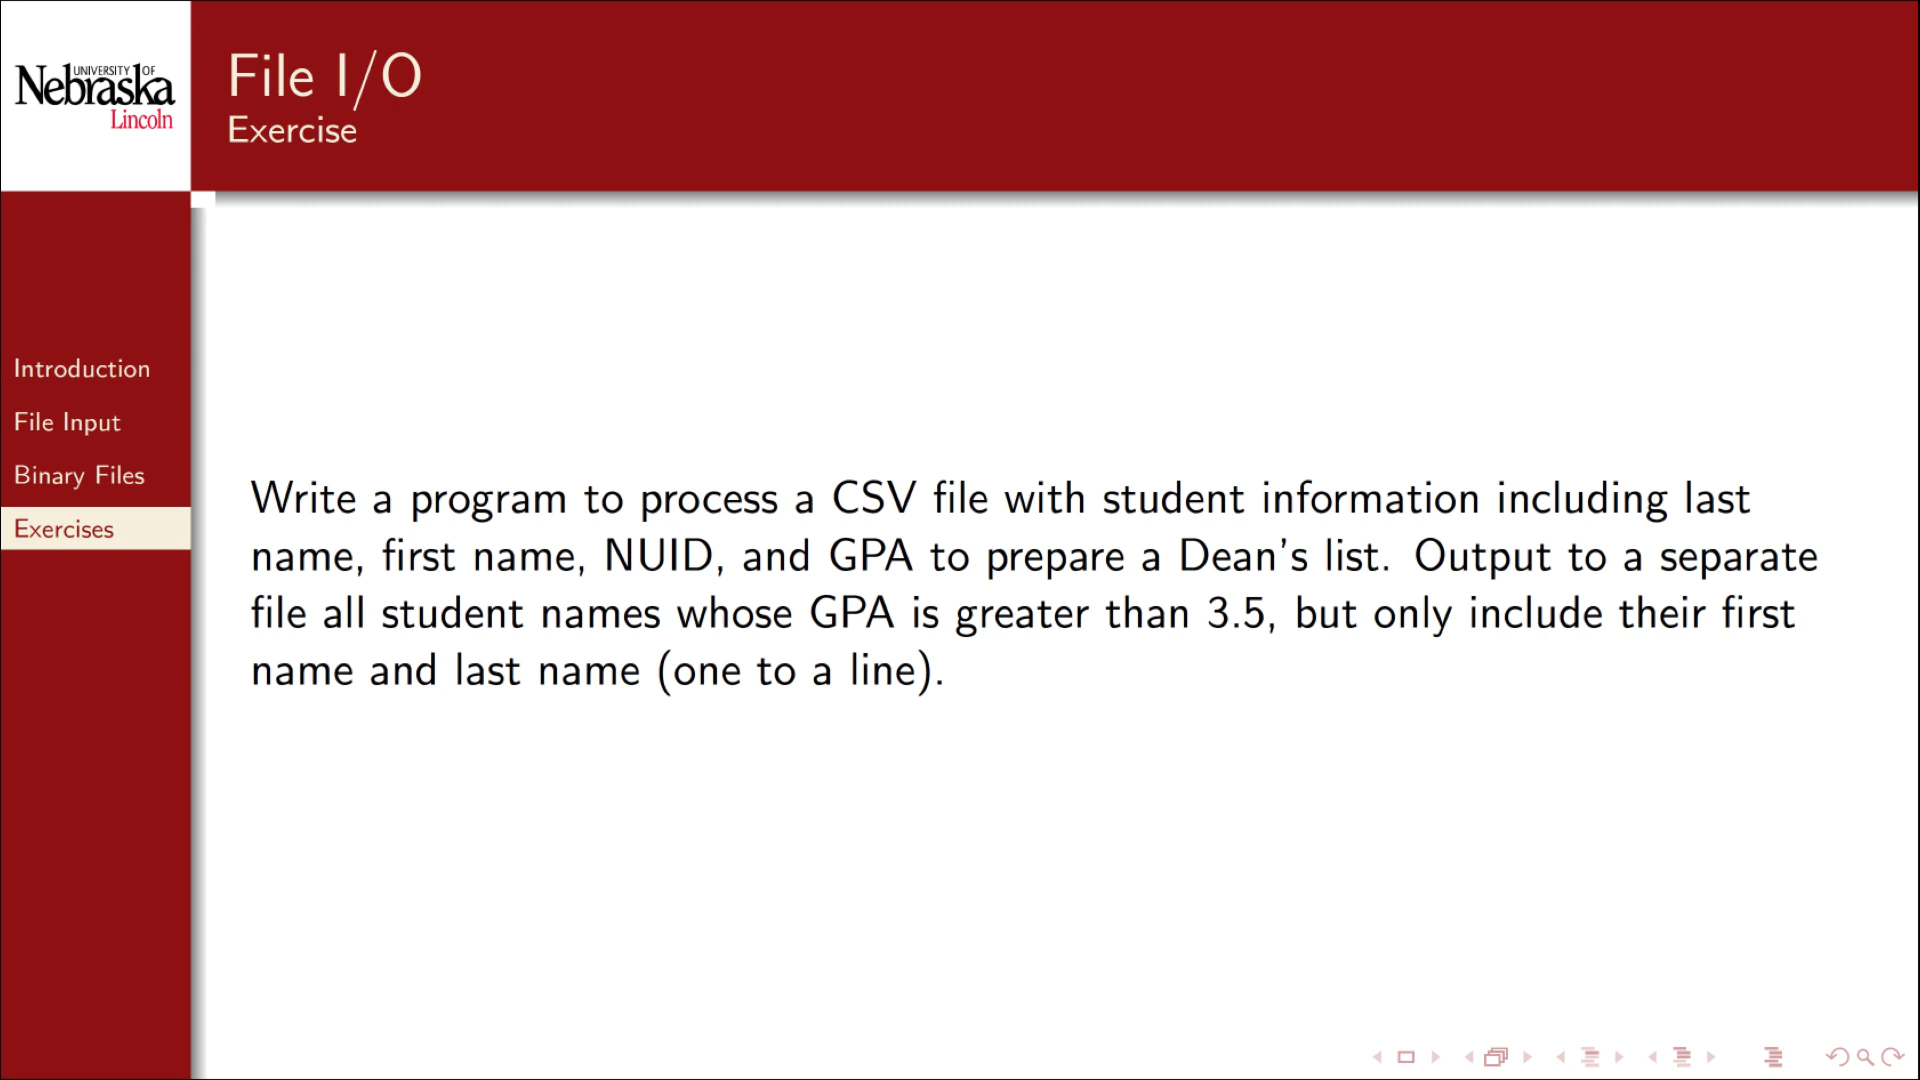 UNIVERSITY OF
Nebraska
Lincoln
File I/O
Exercise
Introduction
File Input
Binary Files
Exercises
Write a program to process a CSV file with student information including last
name, first name, NUID, and GPA to prepare a Dean's list. Output to a separate
file all student names whose GPA is greater than 3.5, but only include their first
name and last name (one to a line).